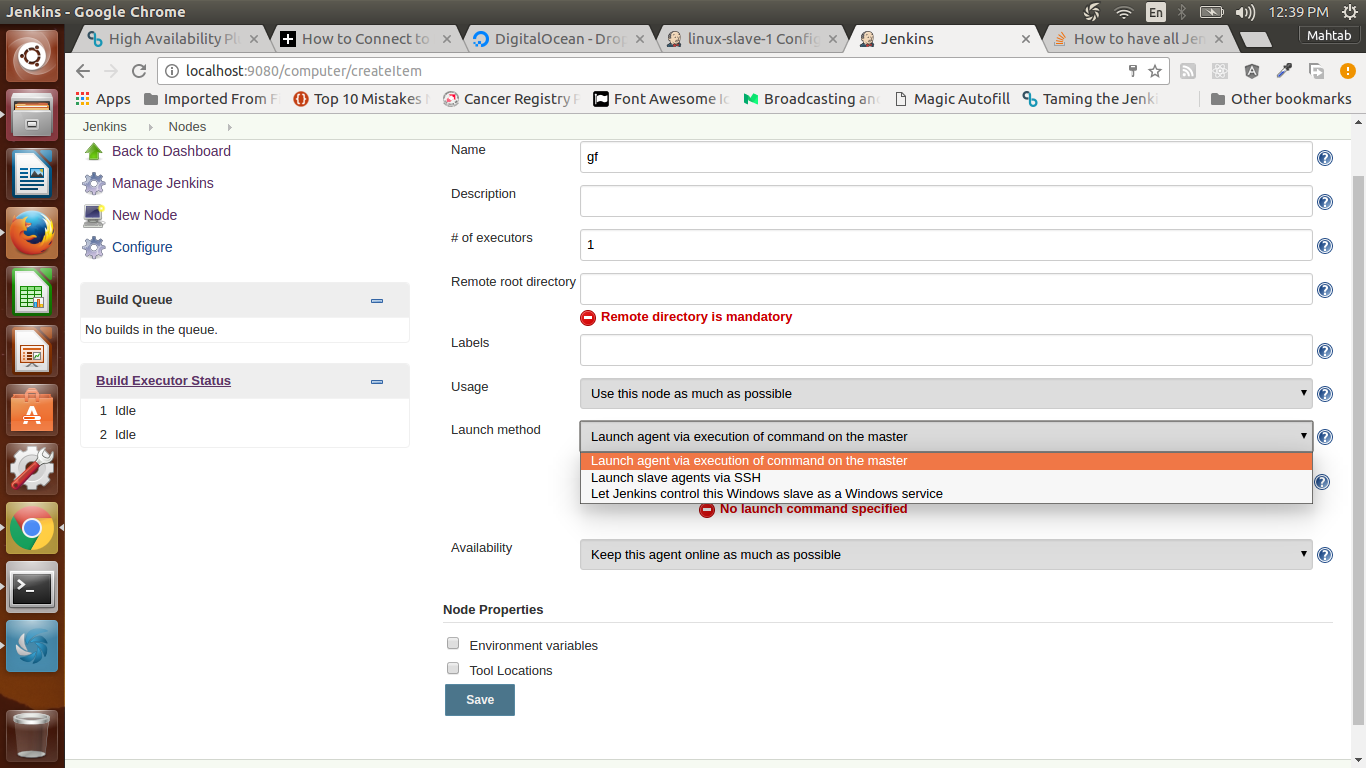 Jenkins - Google Chrome
En
12:39 PM
High Availability Pl
How to Connect to
DigitalOcean - Drop
linux-slave-1 Config
Jenkins
How to have all Jen
Mahtab
localhost:9080/computer/createItem
Apps
Imported From F
Top 10 Mistakes
Cancer Registry
Font Awesome Ic
Broadcasting an
Magic Autofill
Taming the Jenki
Other bookmarks
Jenkins
Nodes
Back to Dashboard
Manage Jenkins
New Node
Configure
Build Queue
No builds in the queue.
Build Executor Status
1 Idle
2 Idle
Name
gf
Description
# of executors
1
Remote root directory
Remote directory is mandatory
Labels
Usage
Use this node as much as possible
Launch method
Launch agent via execution of command on the master
Launch agent via execution of command on the master
Launch slave agents via SSH
Let Jenkins control this Windows slave as a Windows service
No launch command specified
Availability
Keep this agent online as much as possible
Node Properties
Environment variables
Tool Locations
Save